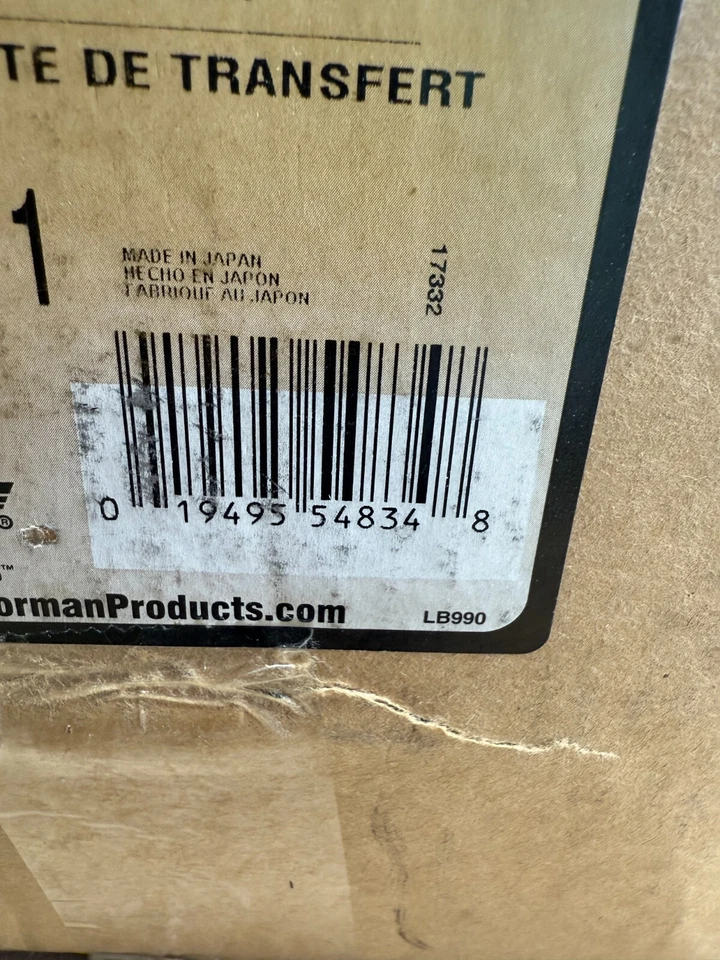 TE DE TRANSFERT
1
MADE IN JAPAN
HECHO EN JAPON
FABRIQUE AU JAPON
17332
0 19495 54834 8
®
™
ormanProducts.com
LB990